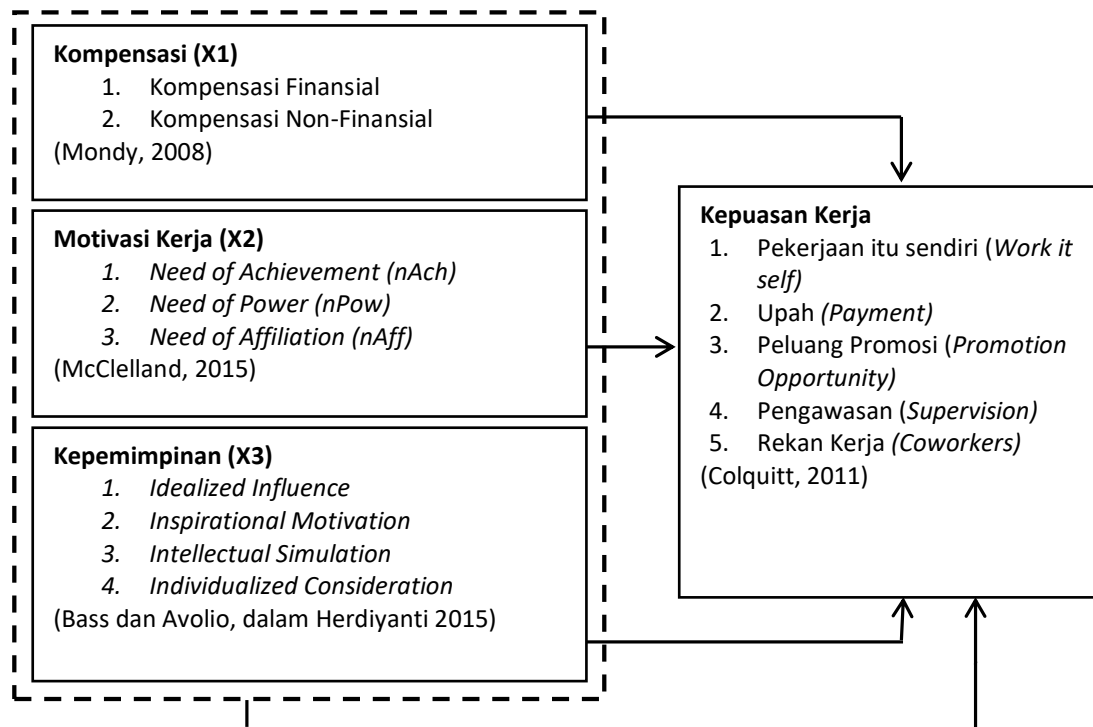 Kompensasi (X1)
1. Kompensasi Finansial
2. Kompensasi Non-Finansial
(Mondy, 2008)
Motivasi Kerja (X2)
1. Need of Achievement (nAch)
2. Need of Power (nPow)
3. Need of Affiliation (nAff)
(McClelland, 2015)
Kepemimpinan (X3)
1. Idealized Influence
2. Inspirational Motivation
3. Intellectual Simulation
4. Individualized Consideration
(Bass dan Avolio, dalam Herdiyanti 2015)
Kepuasan Kerja
1. Pekerjaan itu sendiri (Work it
self)
2. Upah (Payment)
3. Peluang Promosi (Promotion
Opportunity)
4. Pengawasan (Supervision)
5. Rekan Kerja (Coworkers)
(Colquitt, 2011)